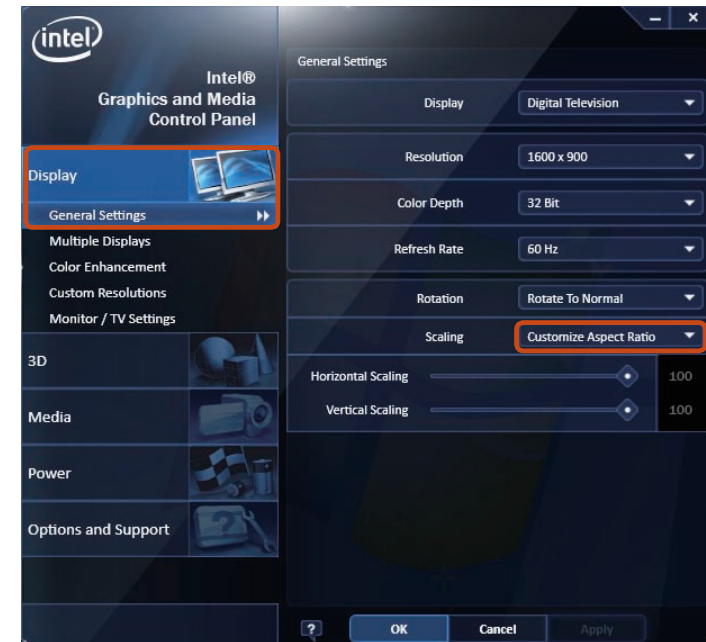 intel
Intel®
Graphics and Media
Control Panel
Display
General Settings
Multiple Displays
Color Enhancement
Custom Resolutions
Monitor / TV Settings
3D
Media
Power
Options and Support
General Settings
Display Digital Television
Resolution 1600 x 900
Color Depth 32 Bit
Refresh Rate 60 Hz
Rotation Rotate To Normal
Scaling Customize Aspect Ratio
Horizontal Scaling 100
Vertical Scaling 100
? OK Cancel Apply